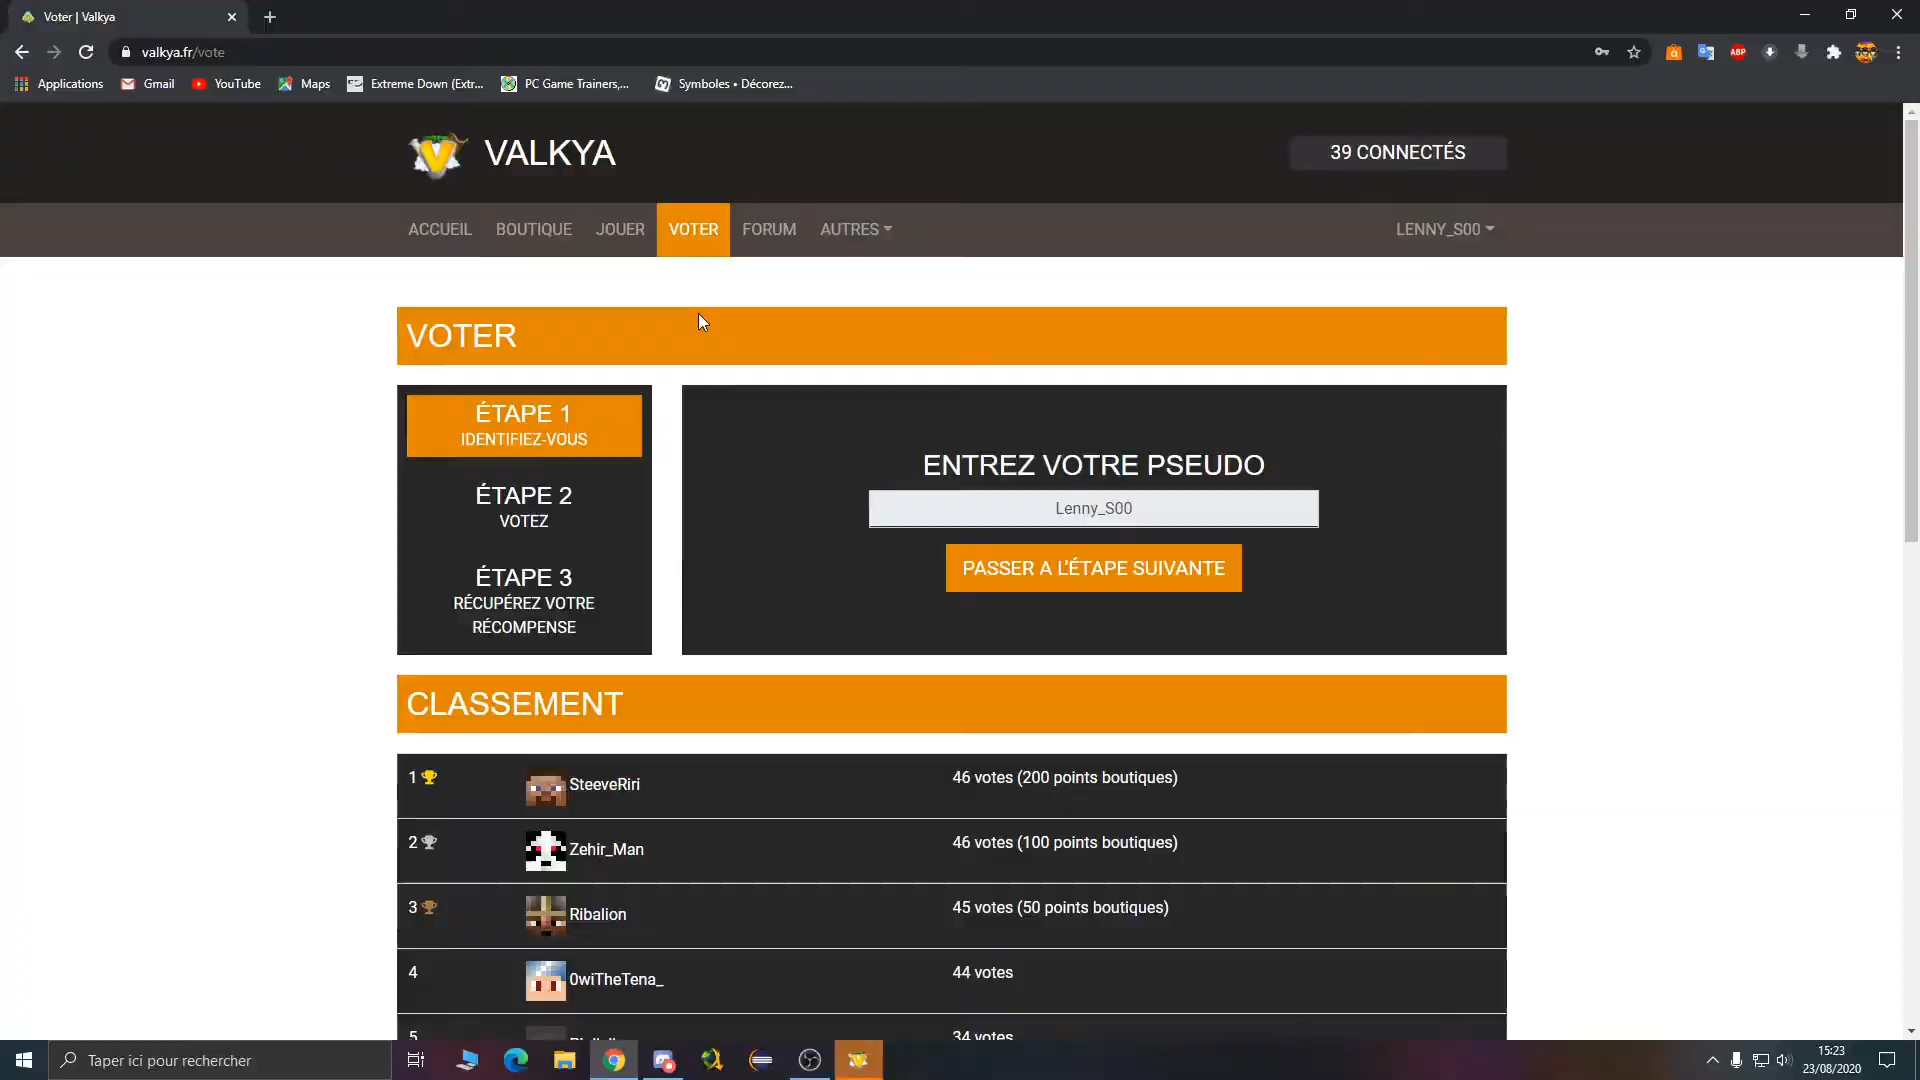 Voter | Valkya
valkya.fr/vote
ABP
Applications
Gmail
YouTube
Maps
Extreme Down (Extr...
PC Game Trainers,...
Symboles • Décorez...
VALKYA
39 CONNECTÉS
ACCUEIL
BOUTIQUE
JOUER
VOTER
FORUM
AUTRES
LENNY_S00
VOTER
ÉTAPE 1
IDENTIFIEZ-VOUS
ÉTAPE 2
VOTEZ
ÉTAPE 3
RÉCUPÉREZ VOTRE
RÉCOMPENSE
ENTREZ VOTRE PSEUDO
Lenny_S00
PASSER A L'ÉTAPE SUIVANTE
CLASSEMENT
1 SteeveRiri 46 votes (200 points boutiques)
2 Zehir_Man 46 votes (100 points boutiques)
3 Ribalion 45 votes (50 points boutiques)
4 0wiTheTena_ 44 votes
5 34 votes
Taper ici pour rechercher
15:23
23/08/2020